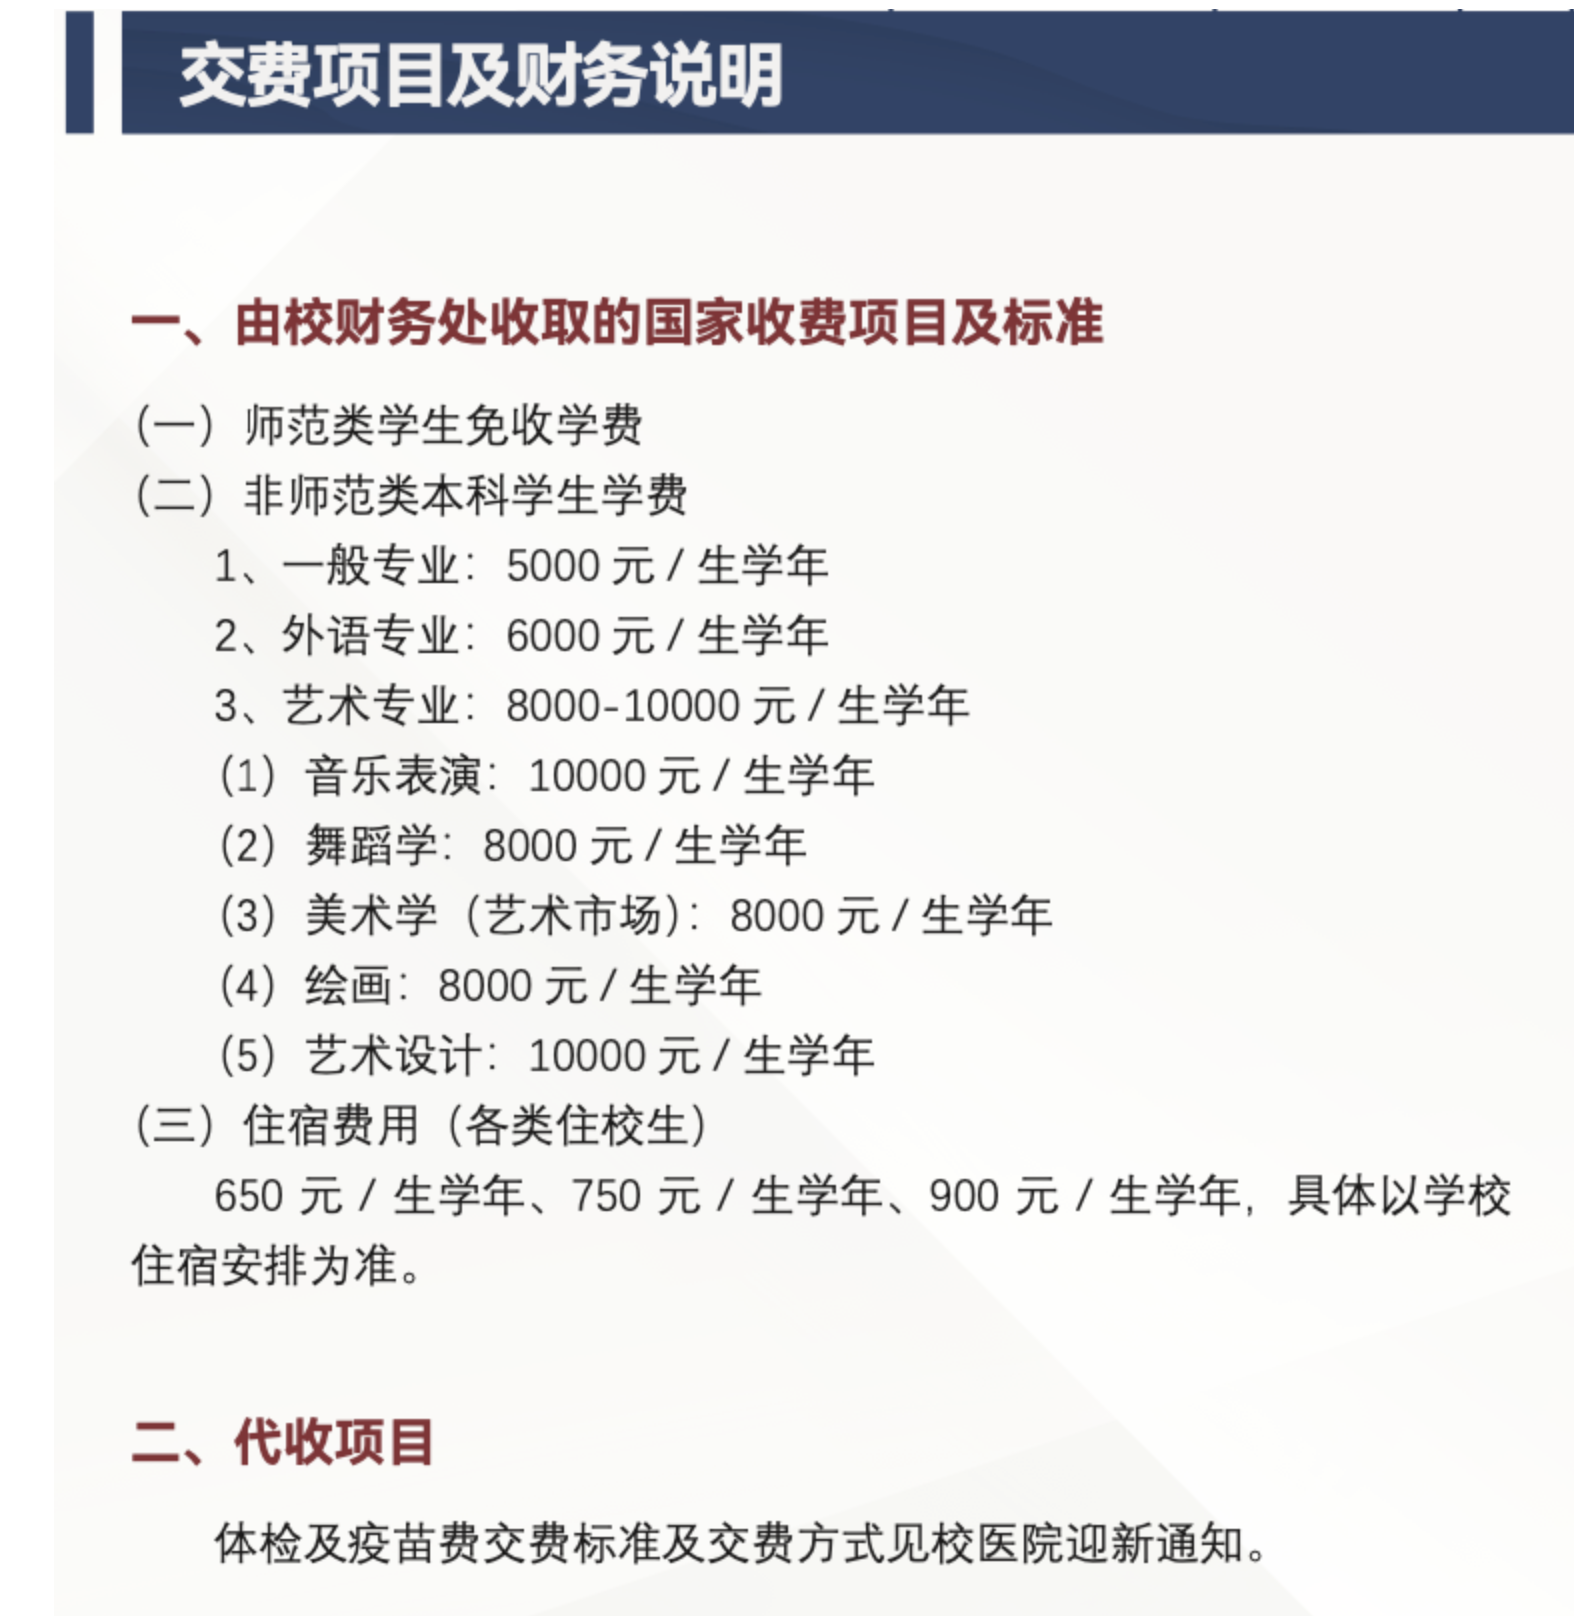 交费项目及财务说明
一、由校财务处收取的国家收费项目及标准
（一）师范类学生免收学费
（二）非师范类本科学生学费
1、一般专业：5000 元 / 生学年
2、外语专业：6000 元 / 生学年
3、艺术专业：8000-10000 元 / 生学年
（1）音乐表演：10000 元 / 生学年
（2）舞蹈学：8000 元 / 生学年
（3）美术学（艺术市场）：8000 元 / 生学年
（4）绘画：8000 元 / 生学年
（5）艺术设计：10000 元 / 生学年
（三）住宿费用（各类住校生）
650 元 / 生学年、750 元 / 生学年、900 元 / 生学年，具体以学校
住宿安排为准。
二、代收项目
体检及疫苗费交费标准及交费方式见校医院迎新通知。